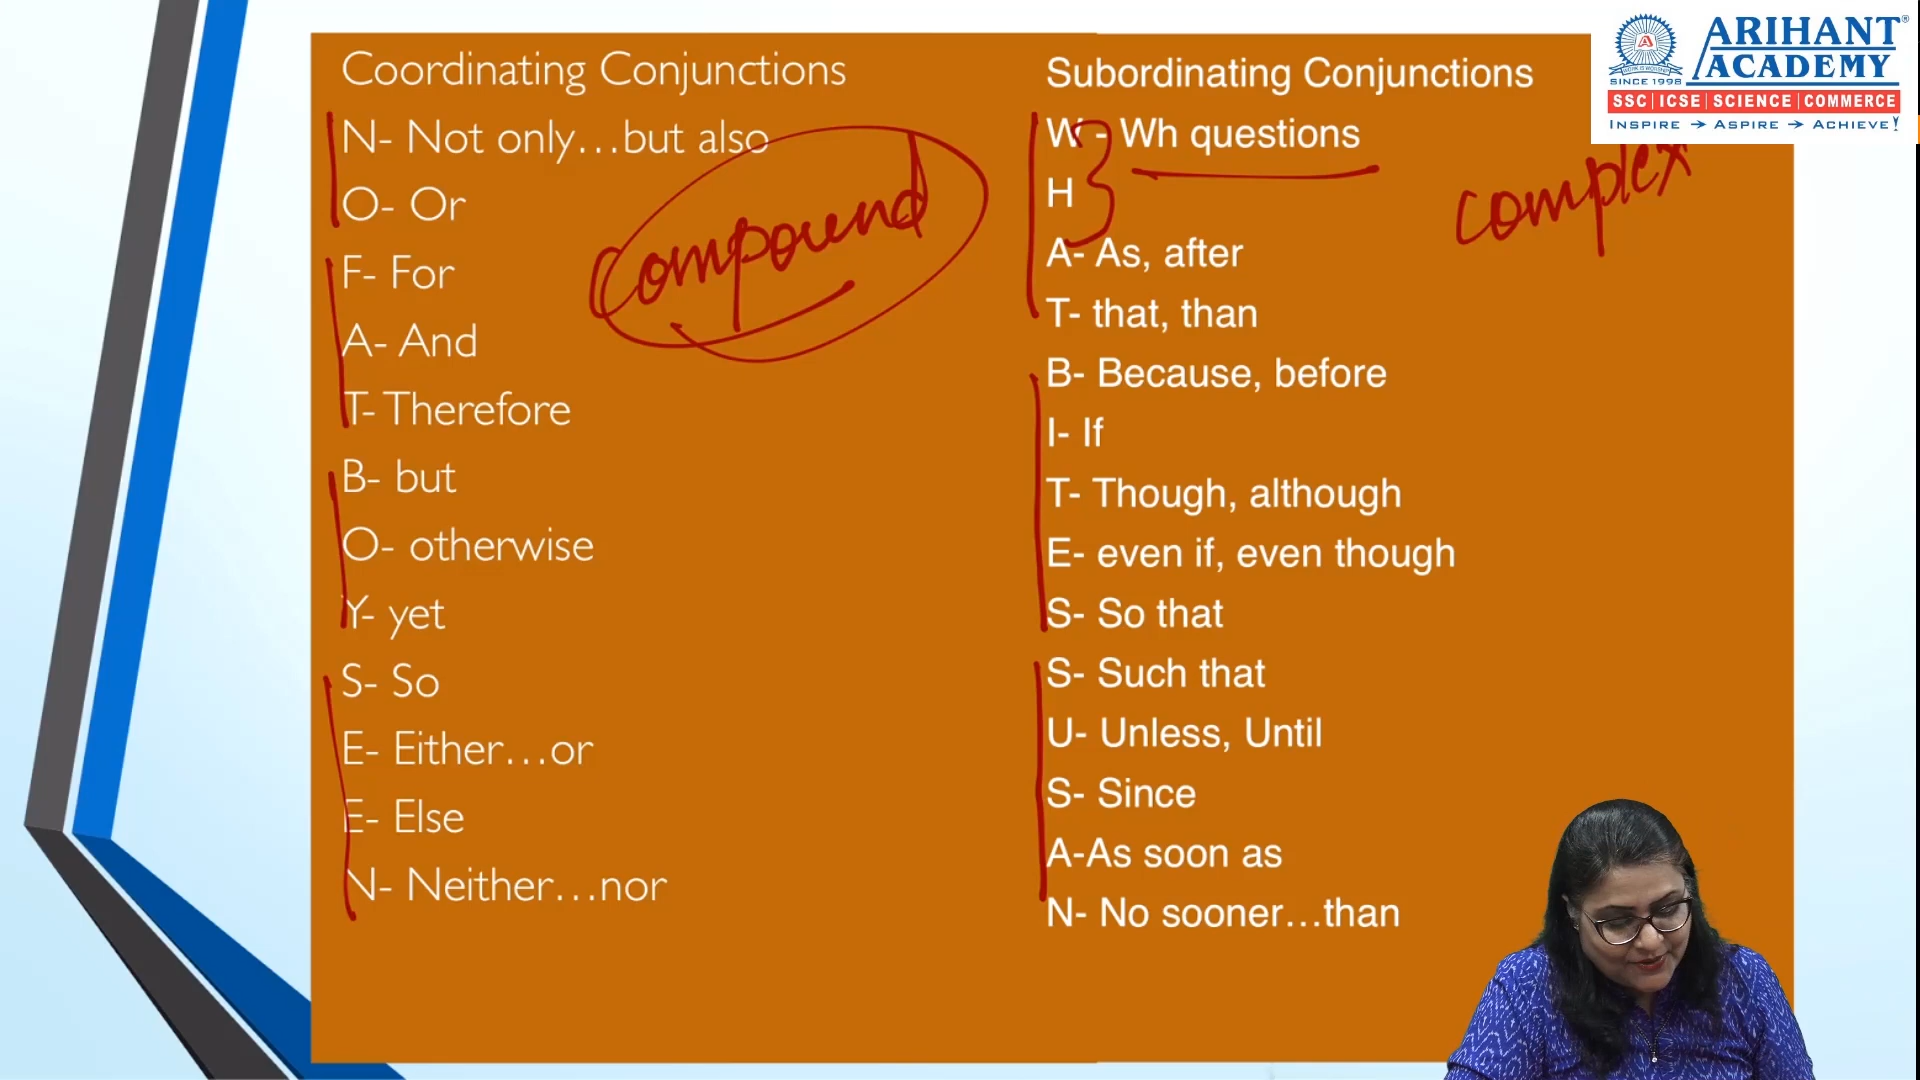 Coordinating Conjunctions
N- Not only...but also
O- Or
F- For
A- And
T- Therefore
B- but
O- otherwise
Y- yet
S- So
E- Either...or
E- Else
N- Neither...nor
compound
Subordinating Conjunctions
W - Wh questions
H
A- As, after
T- that, than
B- Because, before
I- If
T- Though, although
E- even if, even though
S- So that
S- Such that
U- Unless, Until
S- Since
A-As soon as
N- No sooner...than
complex
ARIHANT
ACADEMY
SINCE 1998
SSC | ICSE | SCIENCE | COMMERCE
INSPIRE → ASPIRE → ACHIEVE!